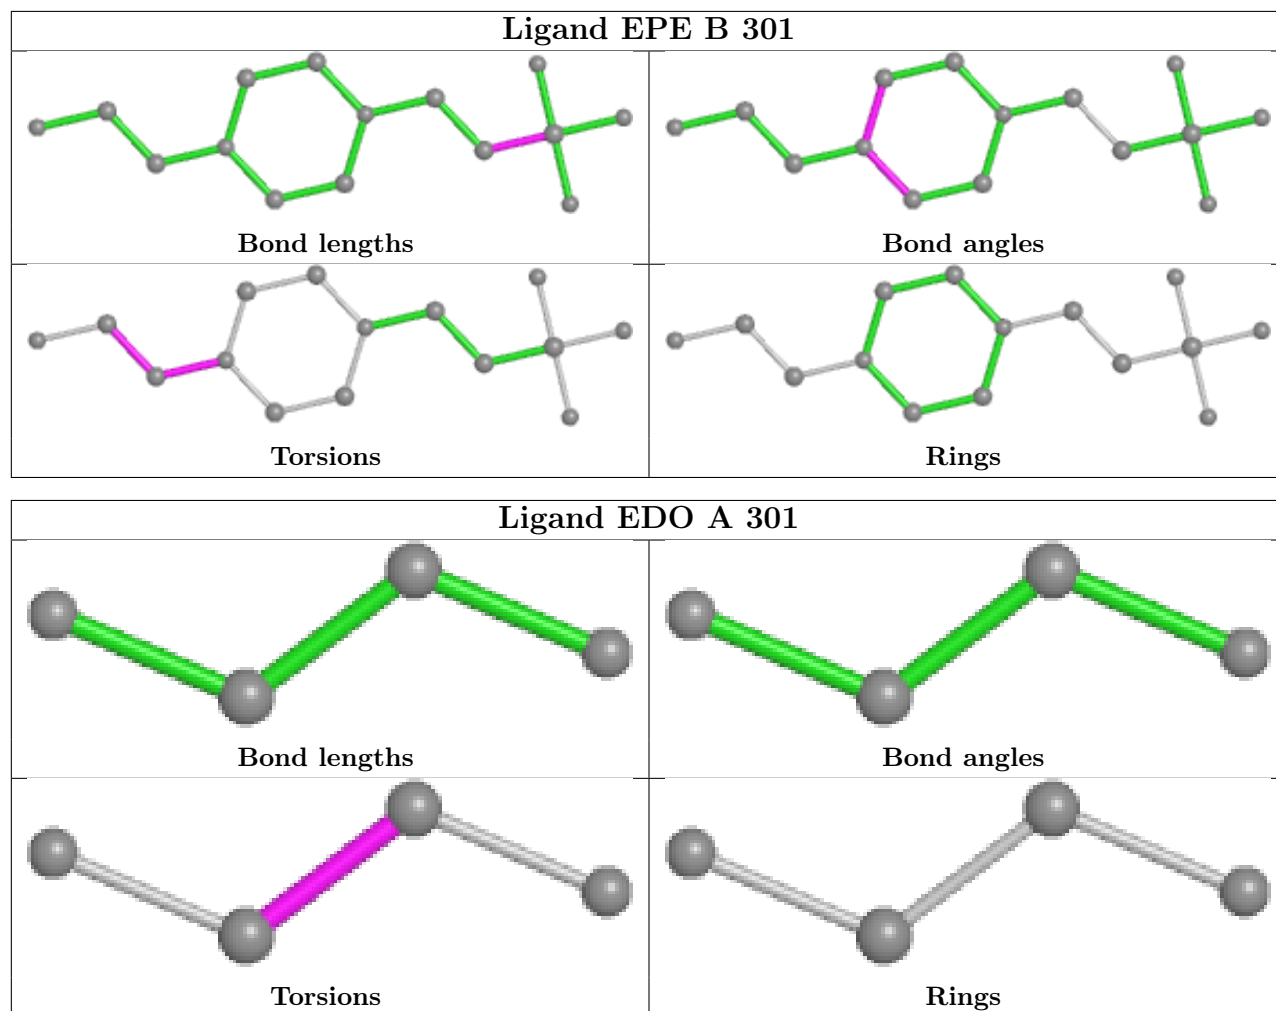 Ligand EPE B 301
Bond lengths
Bond angles
Torsions
Rings
Ligand EDO A 301
Bond lengths
Bond angles
Torsions
Rings